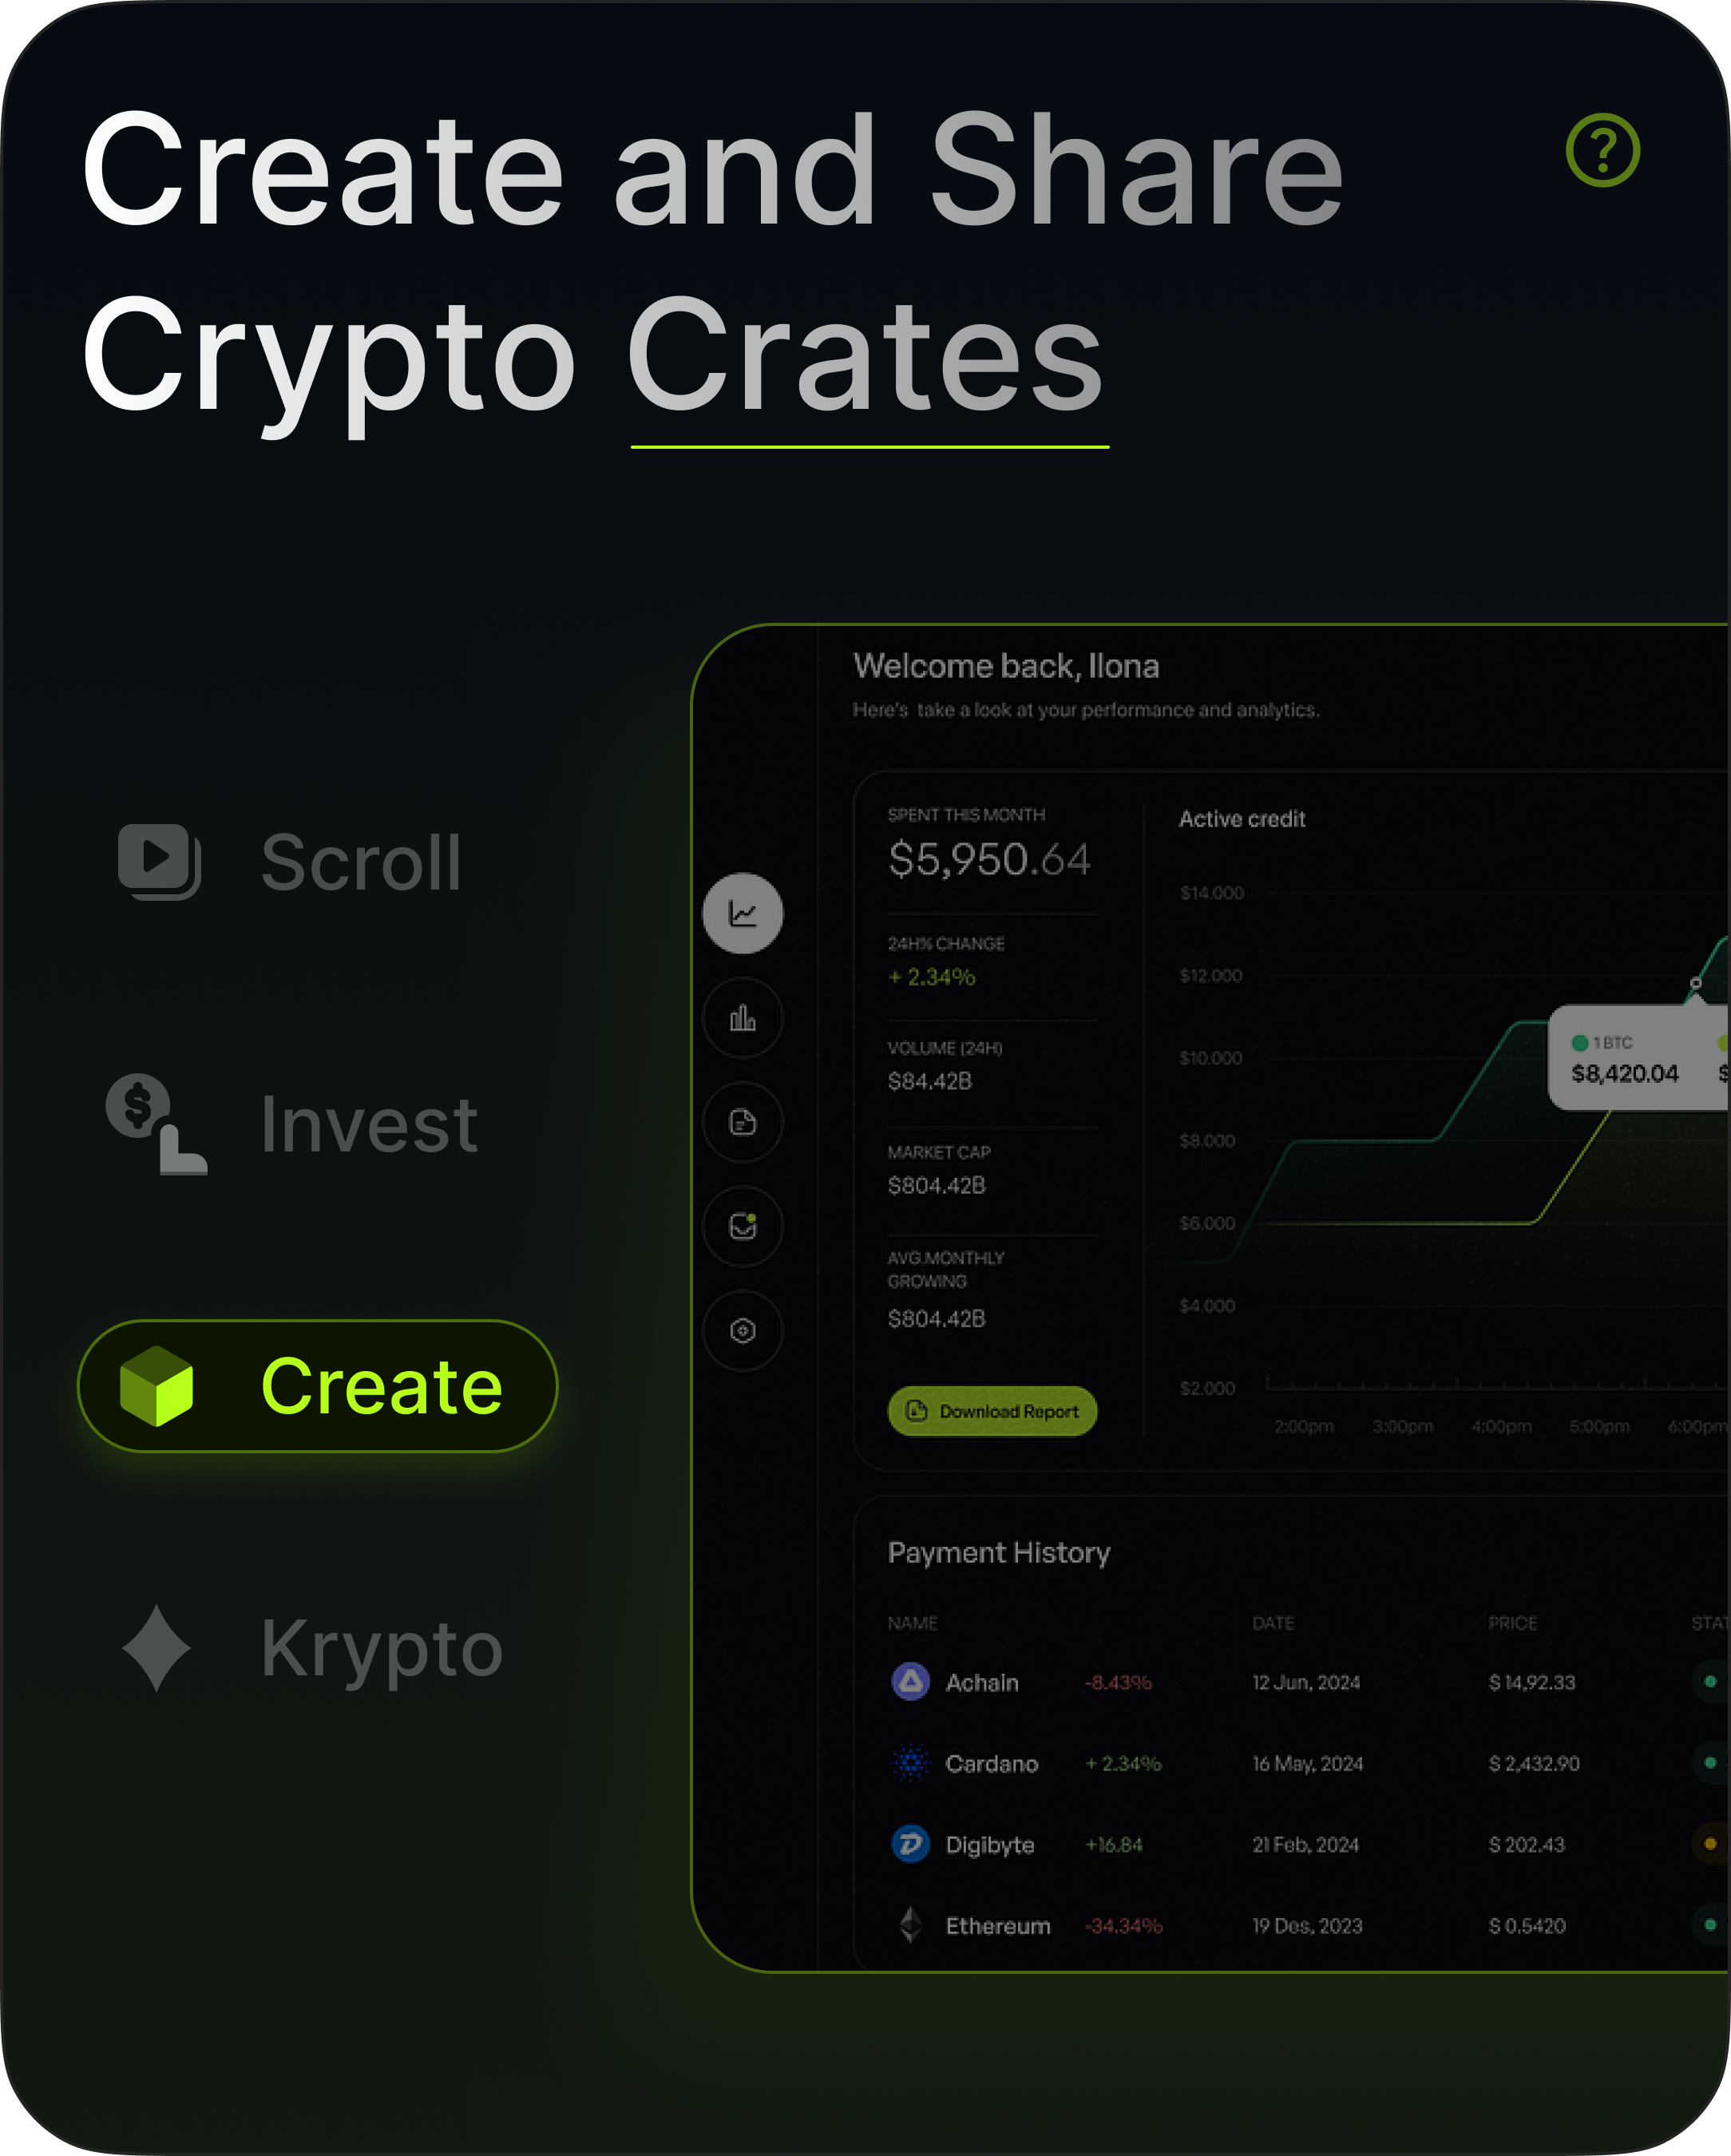 Create and Share
Crypto Crates
Scroll
Invest
Create
Krypto
Welcome back, Ilona
Here's take a look at your performance and analytics.
SPENT THIS MONTH
$5,950.64
24H% CHANGE
+ 2.34%
VOLUME (24H)
$84.42B
MARKET CAP
$804.42B
AVG.MONTHLY
GROWING
$804.42B
Download Report
Active credit
$14.000
$12.000
$10.000
$8.000
$6.000
$4.000
$2.000
1 BTC
$8,420.04 $
2:00pm 3:00pm 4:00pm 5:00pm 6:00pm
Payment History
NAME DATE PRICE STAT
Achain -8.43% 12 Jun, 2024 $ 14,92.33
Cardano + 2.34% 16 May, 2024 $ 2,432.90
Digibyte +16.84 21 Feb, 2024 $ 202.43
Ethereum -34.34% 19 Des, 2023 $ 0.5420